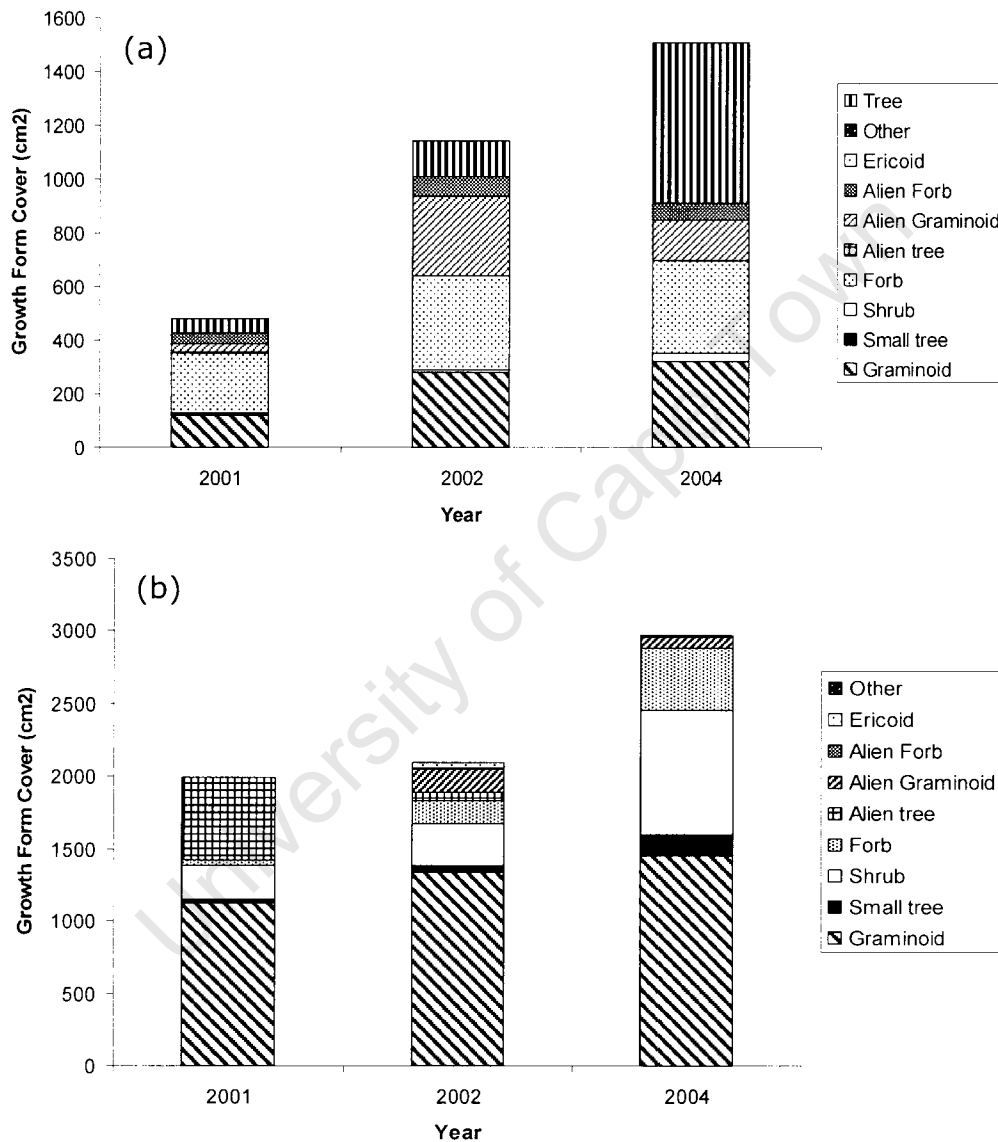 (a)
Growth Form Cover (cm2)
1600
1400
1200
1000
800
600
400
200
0
2001
2002
2004
Year
Tree
Other
Ericoid
Alien Forb
Alien Graminoid
Alien tree
Forb
Shrub
Small tree
Graminoid
University of Cape Town
(b)
Growth Form Cover (cm2)
3500
3000
2500
2000
1500
1000
500
0
2001
2002
2004
Year
Other
Ericoid
Alien Forb
Alien Graminoid
Alien tree
Forb
Shrub
Small tree
Graminoid